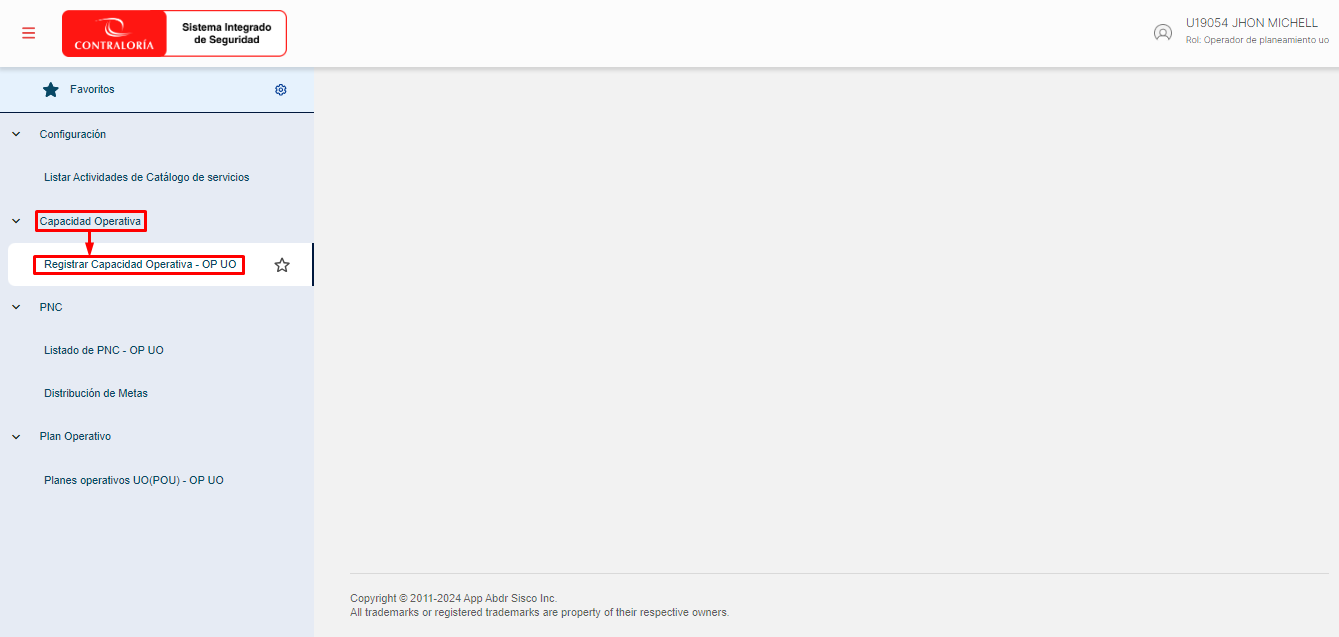 CONTRALORÍA
Sistema Integrado
de Seguridad
U19054 JHON MICHELL
Rol: Operador de planeamiento uo
Favoritos
Configuración
Listar Actividades de Catálogo de servicios
Capacidad Operativa
Registrar Capacidad Operativa - OP UO
PNC
Listado de PNC - OP UO
Distribución de Metas
Plan Operativo
Planes operativos UO(POU) - OP UO
Copyright © 2011-2024 App Abdr Sisco Inc.
All trademarks or registered trademarks are property of their respective owners.